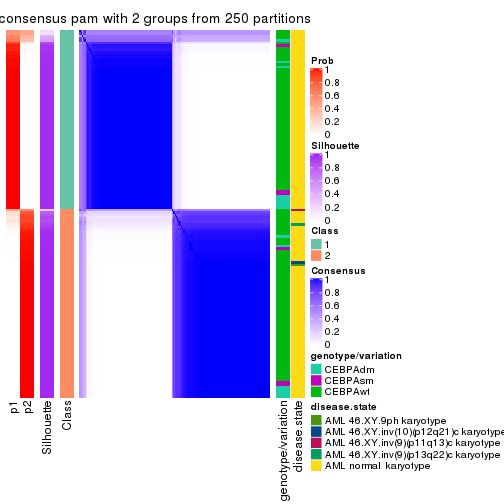 consensus pam with 2 groups from 250 partitions
Prob
1
0.8
0.6
0.4
0.2
0
Silhouette
1
0.8
0.6
0.4
0.2
0
Class
1
2
Consensus
1
0.8
0.6
0.4
0.2
0
genotype/variation
CEBPAdm
CEBPAsm
CEBPAwt
disease.state
AML 46.XY.9ph karyotype
AML 46.XY.inv(10)(p12q21)c karyotype
AML 46.XY.inv(9)(p11q13)c karyotype
AML 46.XY.inv(9)(p13q22)c karyotype
AML normal karyotype
p1
p2
Silhouette
Class
genotype/variation
disease.state